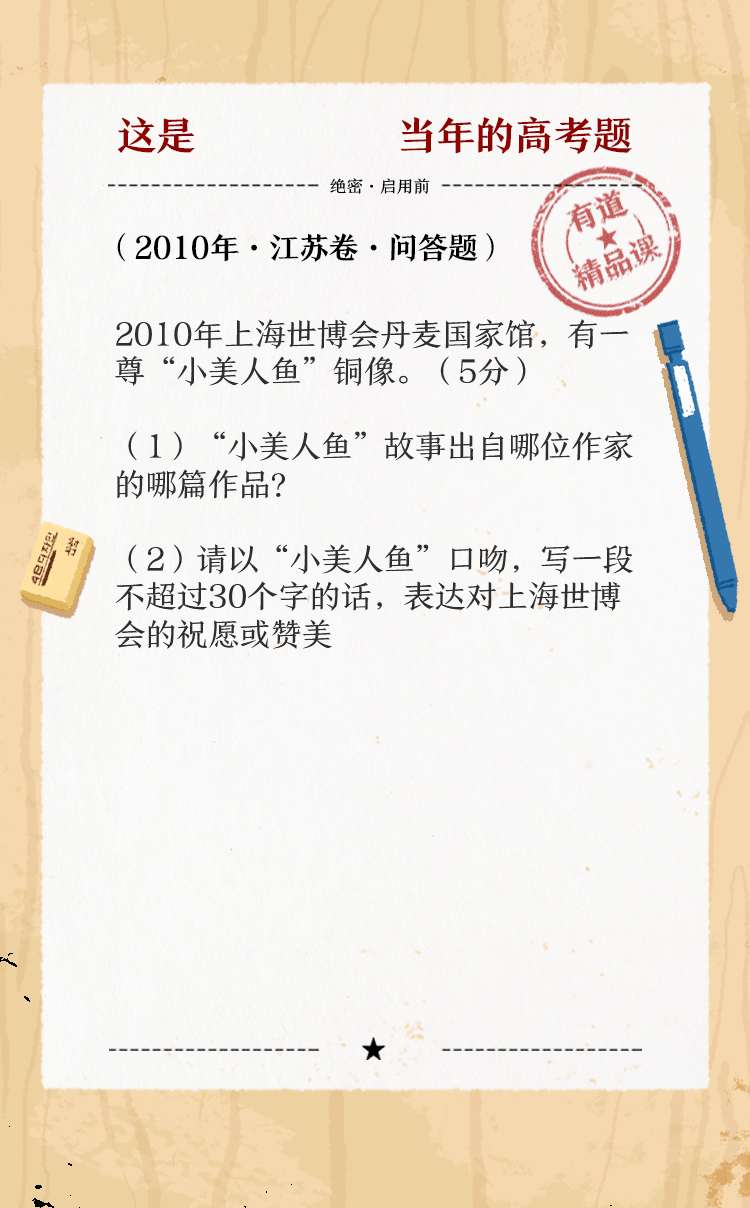 这是 当年的高考题
绝密·启用前
有道
精品课
（2010年·江苏卷·问答题）
2010年上海世博会丹麦国家馆，有一
尊“小美人鱼”铜像。（5分）
（1）“小美人鱼”故事出自哪位作家
的哪篇作品？
（2）请以“小美人鱼”口吻，写一段
不超过30个字的话，表达对上海世博
会的祝愿或赞美